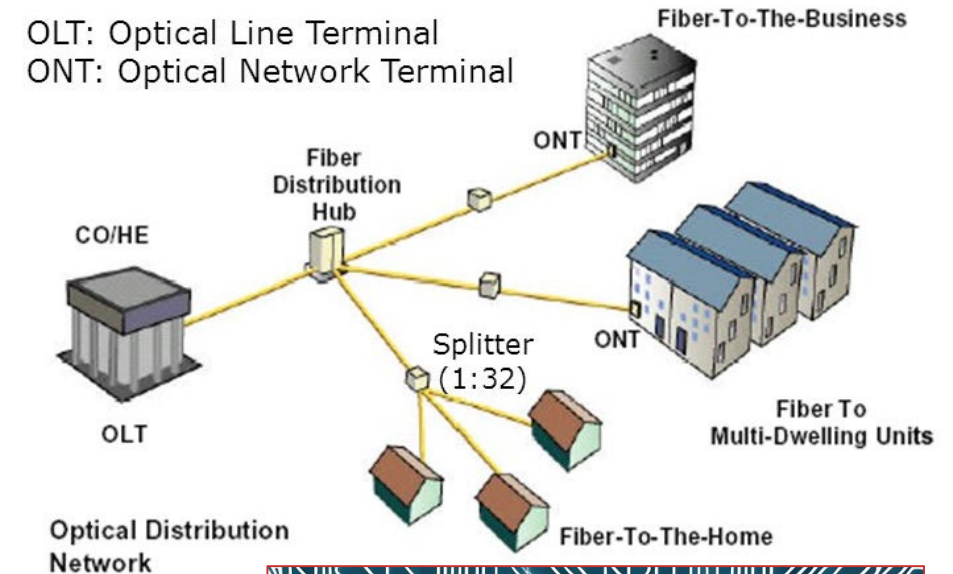 OLT: Optical Line Terminal
ONT: Optical Network Terminal
Fiber-To-The-Business
ONT
Fiber
Distribution
Hub
CO/HE
OLT
Splitter
(1:32)
ONT
Fiber To
Multi-Dwelling Units
Fiber-To-The-Home
Optical Distribution
Network